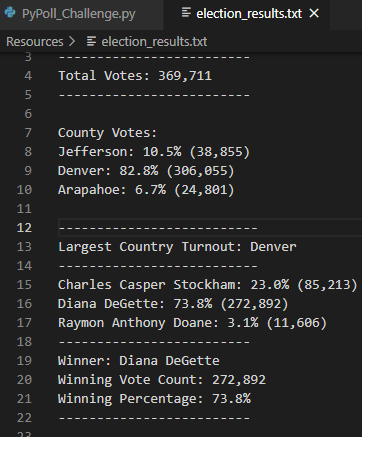 PyPoll_Challenge.py election_results.txt ×
Resources > election_results.txt
3 -------------------------
4 Total Votes: 369,711
5 -------------------------
6
7 County Votes:
8 Jefferson: 10.5% (38,855)
9 Denver: 82.8% (306,055)
10 Arapahoe: 6.7% (24,801)
11
12 --------------------------
13 Largest Country Turnout: Denver
14 --------------------------
15 Charles Casper Stockham: 23.0% (85,213)
16 Diana DeGette: 73.8% (272,892)
17 Raymon Anthony Doane: 3.1% (11,606)
18 -------------------------
19 Winner: Diana DeGette
20 Winning Vote Count: 272,892
21 Winning Percentage: 73.8%
22 -------------------------
23